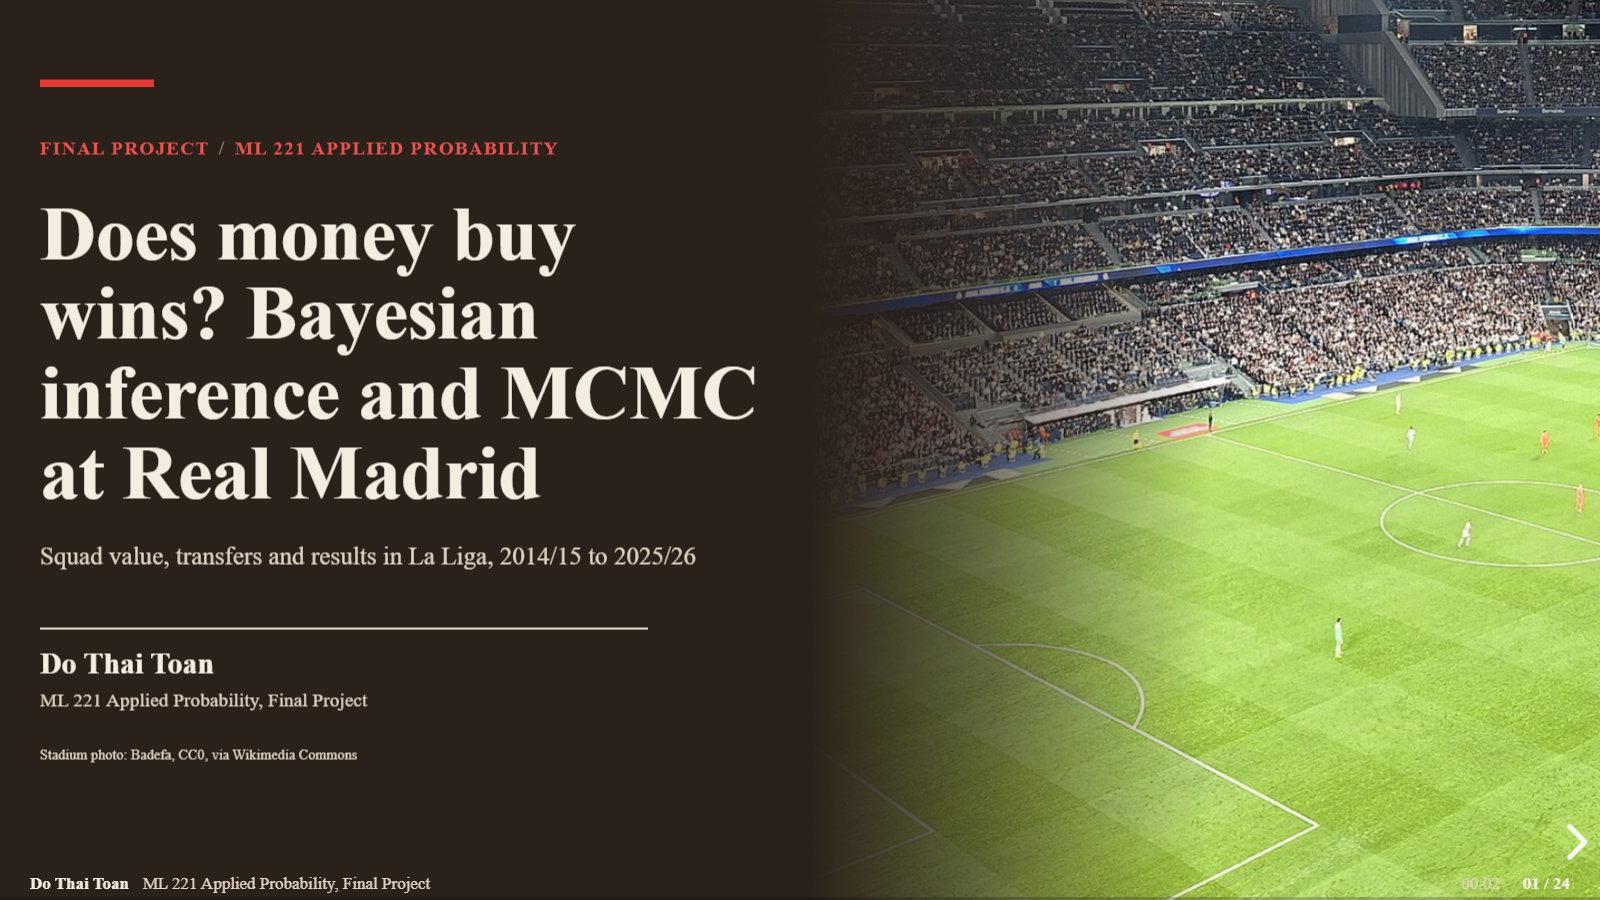 FINAL PROJECT / ML 221 APPLIED PROBABILITY
Does money buy
wins? Bayesian
inference and MCMC
at Real Madrid
Squad value, transfers and results in La Liga, 2014/15 to 2025/26
Do Thai Toan
ML 221 Applied Probability, Final Project
Stadium photo: Badefa, CC0, via Wikimedia Commons
Do Thai Toan ML 221 Applied Probability, Final Project
00:02 01 / 24